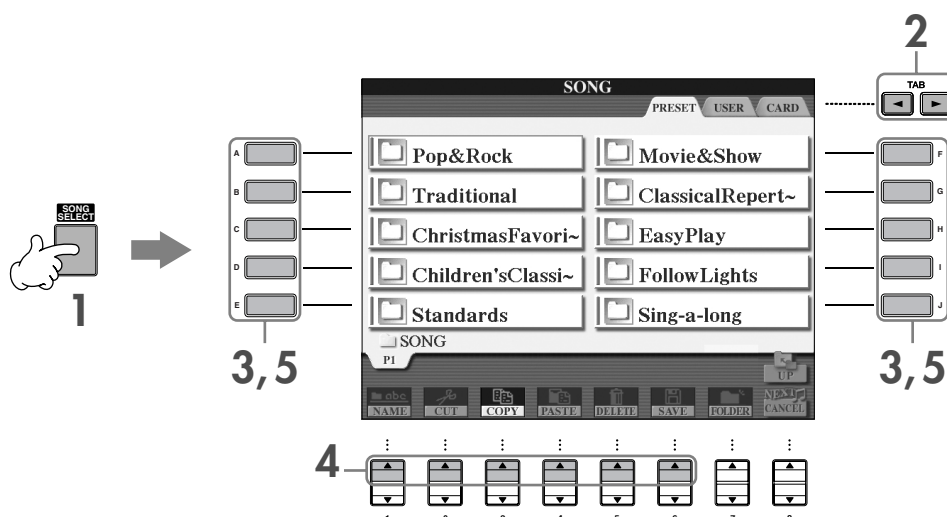 2
TAB
SONG
PRESET USER CARD
A Pop&Rock Movie&Show F
B Traditional ClassicalRepert~ G
SONG SELECT
C ChristmasFavori~ EasyPlay H
D Children'sClassi~ FollowLights I
E Standards Sing-a-long J
1
SONG
P1
3, 5
3, 5
UP
abc
NEXT
NAME CUT COPY PASTE DELETE SAVE FOLDER CANCEL
4